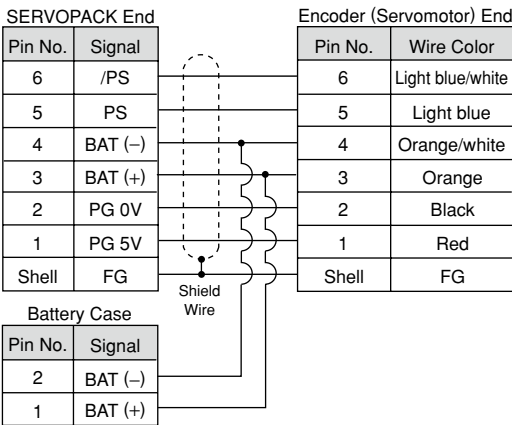 SERVOPACK End
Encoder (Servomotor) End
Pin No. Signal
Pin No. Wire Color
6 /PS
6 Light blue/white
5 PS
5 Light blue
4 BAT (−)
4 Orange/white
3 BAT (+)
3 Orange
2 PG 0V
2 Black
1 PG 5V
1 Red
Shell FG
Shell FG
Shield
Wire
Battery Case
Pin No. Signal
2 BAT (−)
1 BAT (+)